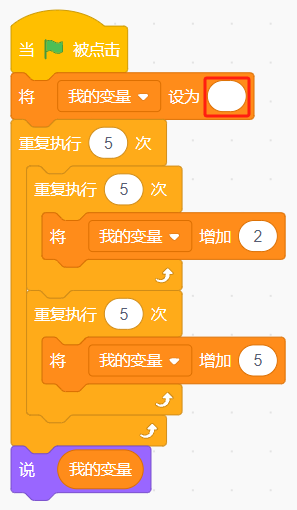 当 被点击
将 我的变量 设为
重复执行 5 次
重复执行 5 次
将 我的变量 增加 2
重复执行 5 次
将 我的变量 增加 5
说 我的变量